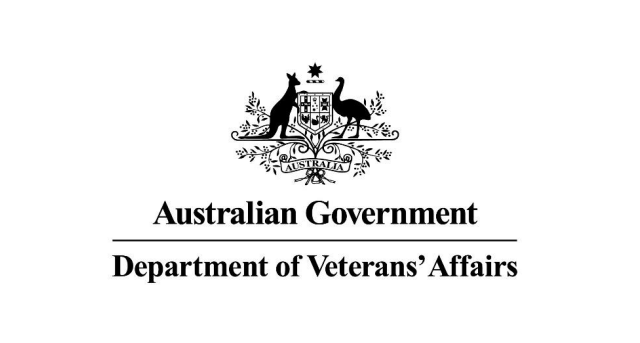 AUSTRALIA
Australian Government
Department of Veterans' Affairs